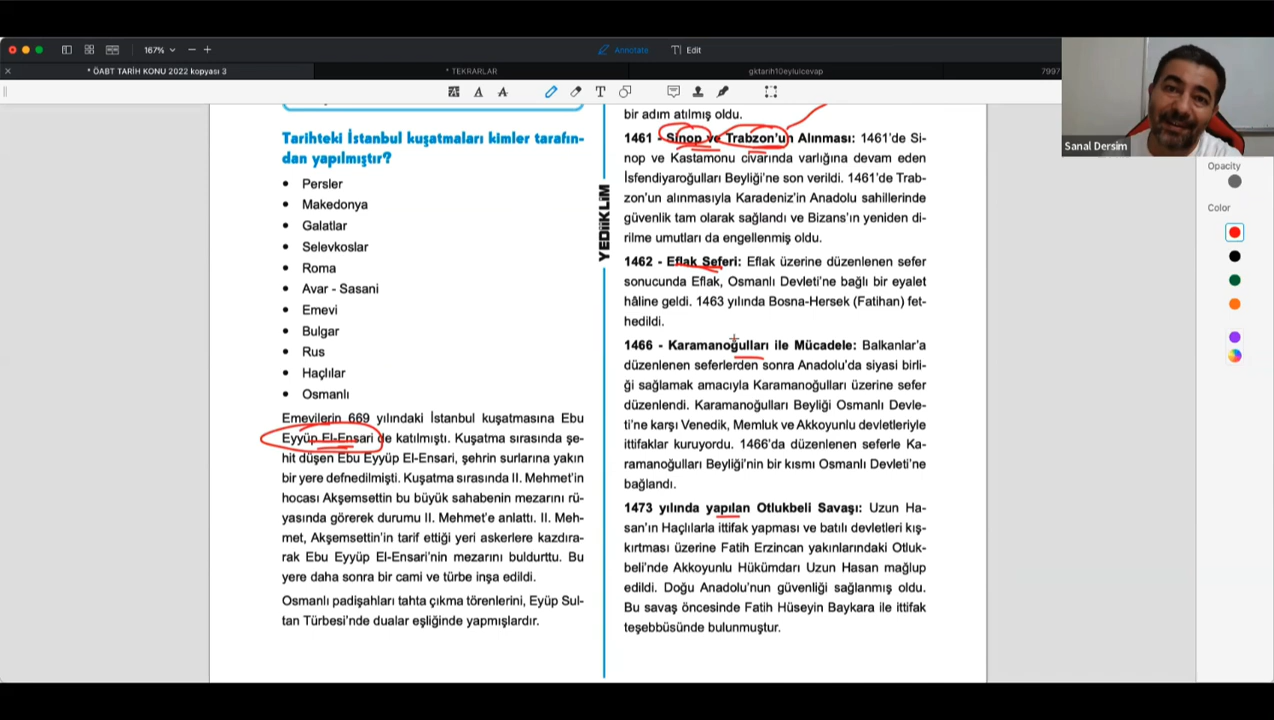 167%
Annotate
Edit
* ÖABT TARİH KONU 2022 kopyası 3
* TEKRARLAR
gktarih10eylulcevap
7997
Sanal Dersim
Opacity
Color
Tarihteki İstanbul kuşatmaları kimler tarafın-
dan yapılmıştır?
• Persler
• Makedonya
• Galatlar
• Selevkoslar
• Roma
• Avar - Sasani
• Emevi
• Bulgar
• Rus
• Haçlılar
• Osmanlı
Emevilerin 669 yılındaki İstanbul kuşatmasına Ebu
Eyyüp El-Ensari de katılmıştı. Kuşatma sırasında şe-
hit düşen Ebu Eyyüp El-Ensari, şehrin surlarına yakın
bir yere defnedilmişti. Kuşatma sırasında II. Mehmet'in
hocası Akşemsettin bu büyük sahabenin mezarını rü-
yasında görerek durumu II. Mehmet'e anlattı. II. Meh-
met, Akşemsettin'in tarif ettiği yeri askerlere kazdıra-
rak Ebu Eyyüp El-Ensari'nin mezarını buldurttu. Bu
yere daha sonra bir cami ve türbe inşa edildi.
Osmanlı padişahları tahta çıkma törenlerini, Eyüp Sul-
tan Türbesi'nde dualar eşliğinde yapmışlardır.
YEDİİKLİM
bir adım atılmış oldu.
1461 - Sinop ve Trabzon'un Alınması: 1461'de Si-
nop ve Kastamonu civarında varlığına devam eden
İsfendiyaroğulları Beyliği'ne son verildi. 1461'de Trab-
zon'un alınmasıyla Karadeniz'in Anadolu sahillerinde
güvenlik tam olarak sağlandı ve Bizans'ın yeniden di-
rilme umutları da engellenmiş oldu.
1462 - Eflak Seferi: Eflak üzerine düzenlenen sefer
sonucunda Eflak, Osmanlı Devleti'ne bağlı bir eyalet
hâline geldi. 1463 yılında Bosna-Hersek (Fatihan) fet-
hedildi.
1466 - Karamanoğulları ile Mücadele: Balkanlar'a
düzenlenen seferlerden sonra Anadolu'da siyasi birli-
ği sağlamak amacıyla Karamanoğulları üzerine sefer
düzenlendi. Karamanoğulları Beyliği Osmanlı Devle-
ti'ne karşı Venedik, Memluk ve Akkoyunlu devletleriyle
ittifaklar kuruyordu. 1466'da düzenlenen seferle Ka-
ramanoğulları Beyliği'nin bir kısmı Osmanlı Devleti'ne
bağlandı.
1473 yılında yapılan Otlukbeli Savaşı: Uzun Ha-
san'ın Haçlılarla ittifak yapması ve batılı devletleri kış-
kırtması üzerine Fatih Erzincan yakınlarındaki Otluk-
beli'nde Akkoyunlu Hükümdarı Uzun Hasan mağlup
edildi. Doğu Anadolu'nun güvenliği sağlanmış oldu.
Bu savaş öncesinde Fatih Hüseyin Baykara ile ittifak
teşebbüsünde bulunmuştur.